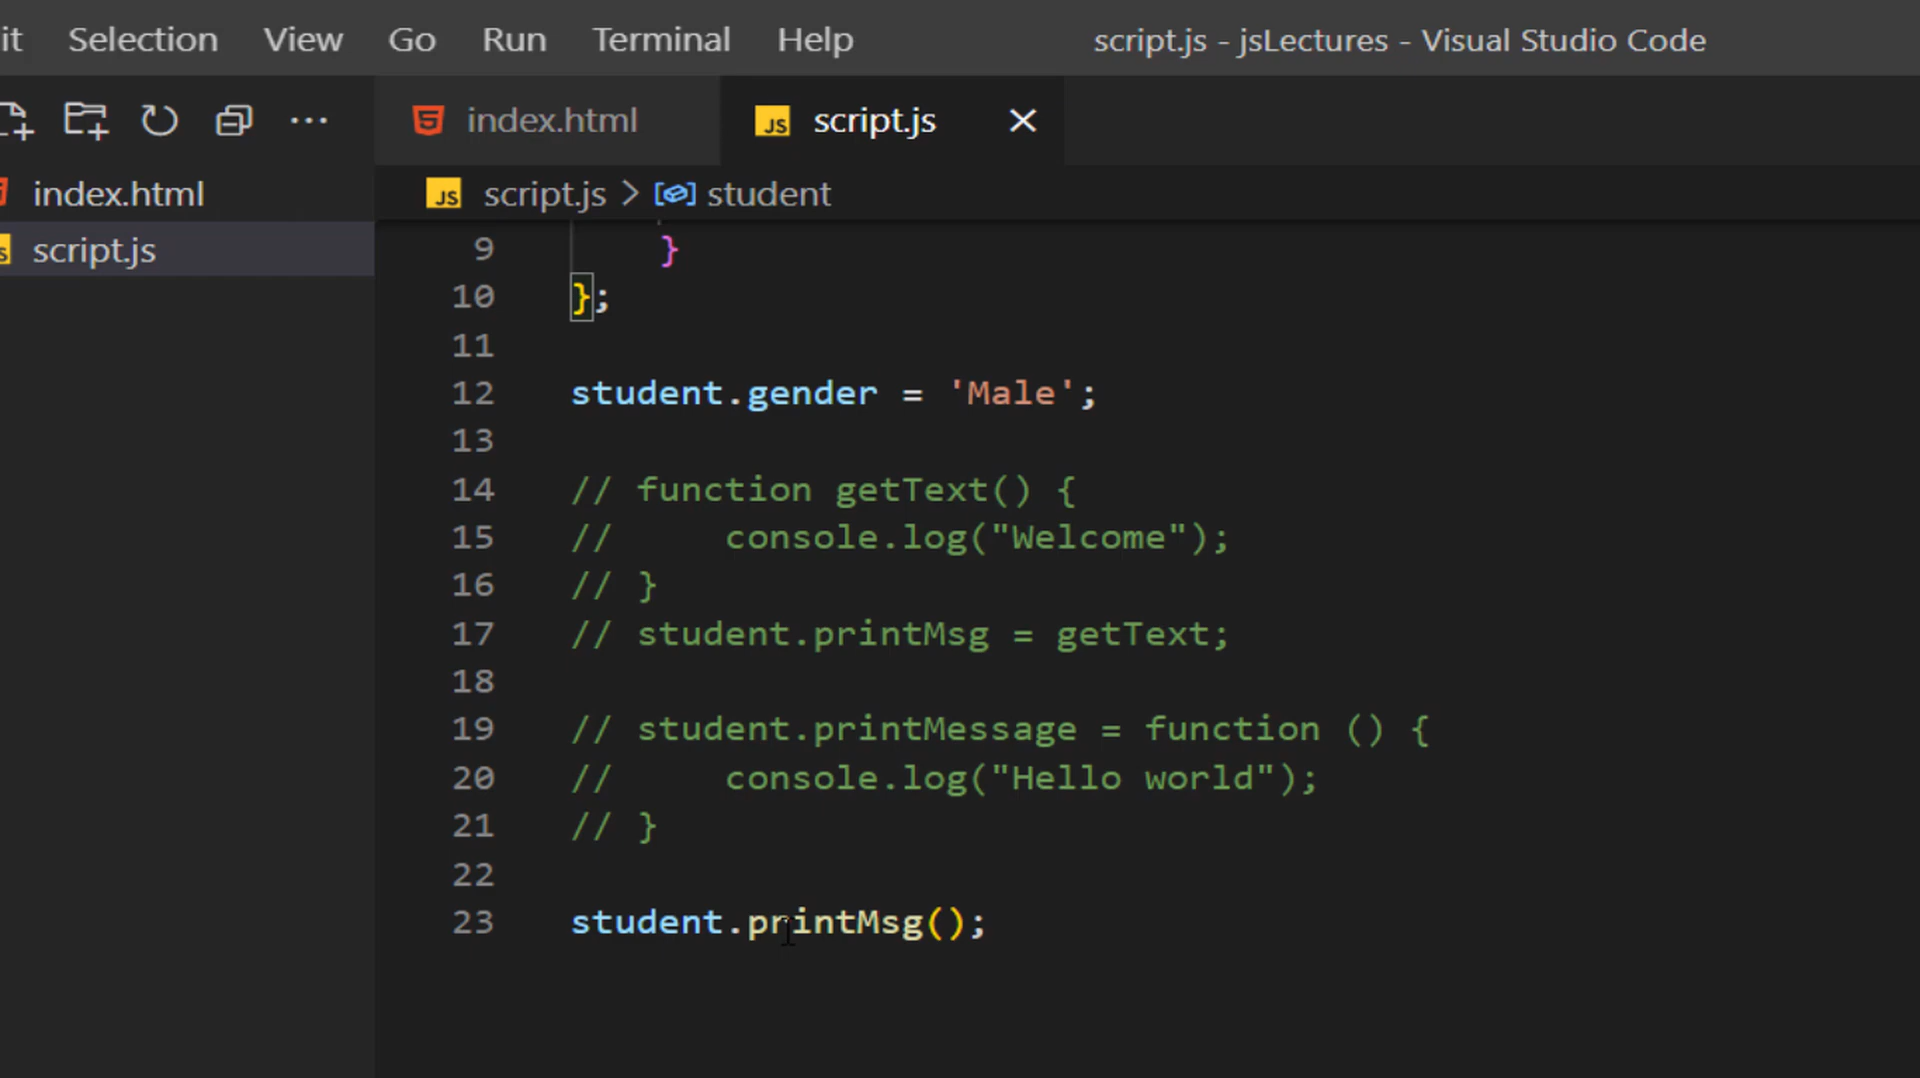 it Selection View Go Run Terminal Help script.js - jsLectures - Visual Studio Code
index.html JS script.js
JS script.js > student
index.html
script.js
9 }
10 };
11
12 student.gender = 'Male';
13
14 // function getText() {
15 //     console.log("Welcome");
16 // }
17 // student.printMsg = getText;
18
19 // student.printMessage = function () {
20 //     console.log("Hello world");
21 // }
22
23 student.printMsg();